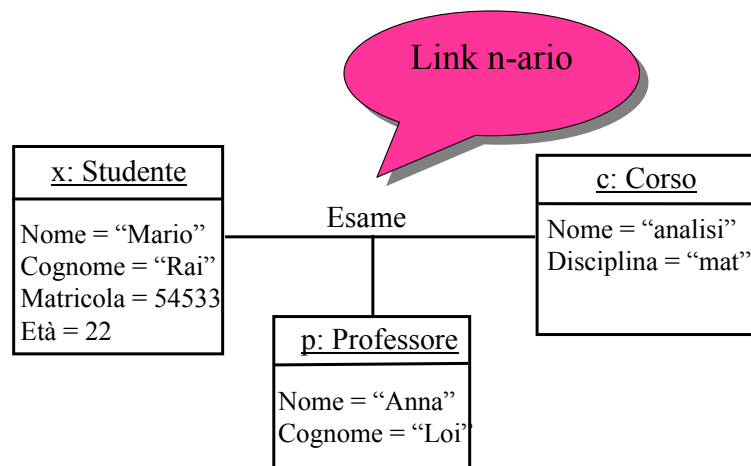 Link n-ario
x: Studente
Nome = “Mario”
Cognome = “Rai”
Matricola = 54533
Età = 22
Esame
c: Corso
Nome = “analisi”
Disciplina = “mat”
p: Professore
Nome = “Anna”
Cognome = “Loi”